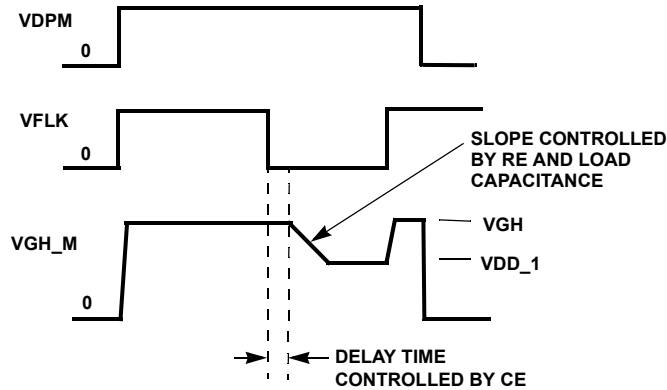 VDPM
0
VFLK
0
SLOPE CONTROLLED
BY RE AND LOAD
CAPACITANCE
VGH_M
VGH
VDD_1
0
DELAY TIME
CONTROLLED BY CE